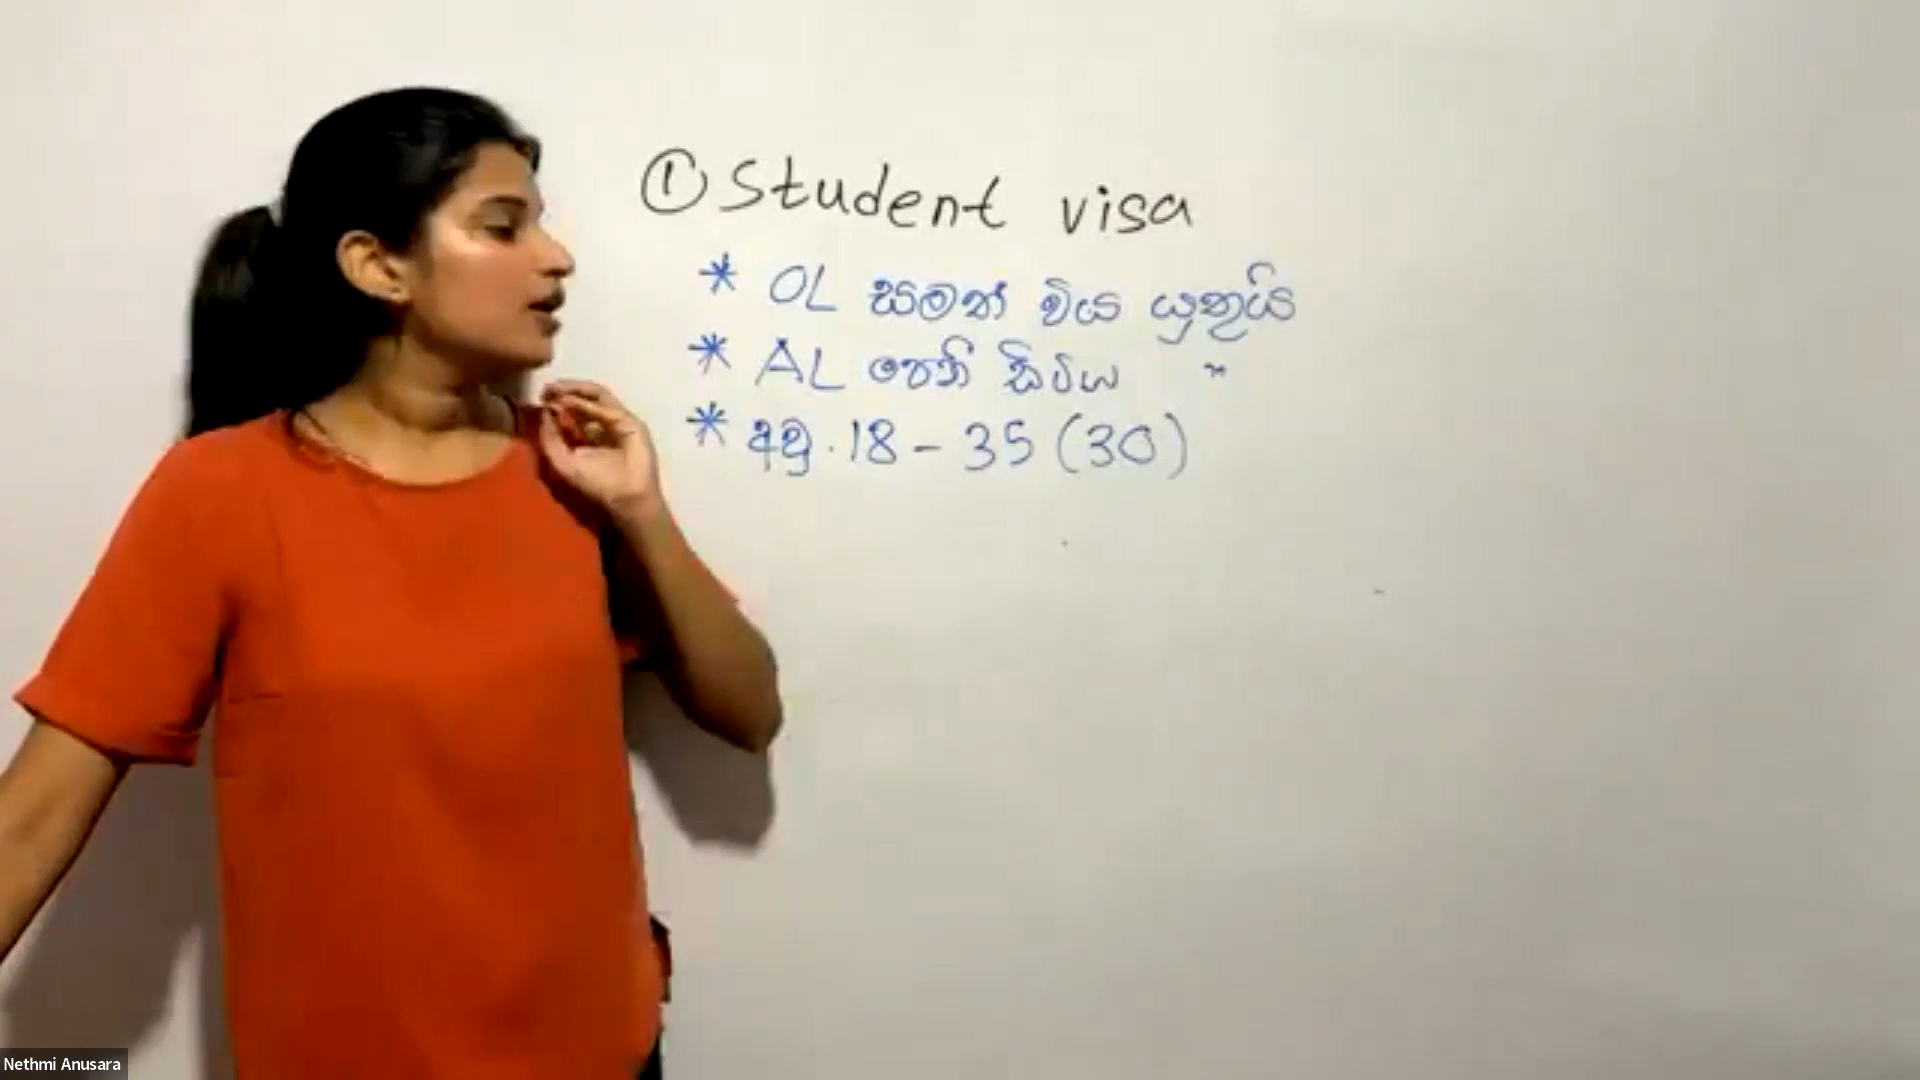 ① Student visa
* OL සමත් විය යුතුයි
* AL පෙනී සිටිය "
* අවු. 18 - 35 (30)
Nethmi Anusara